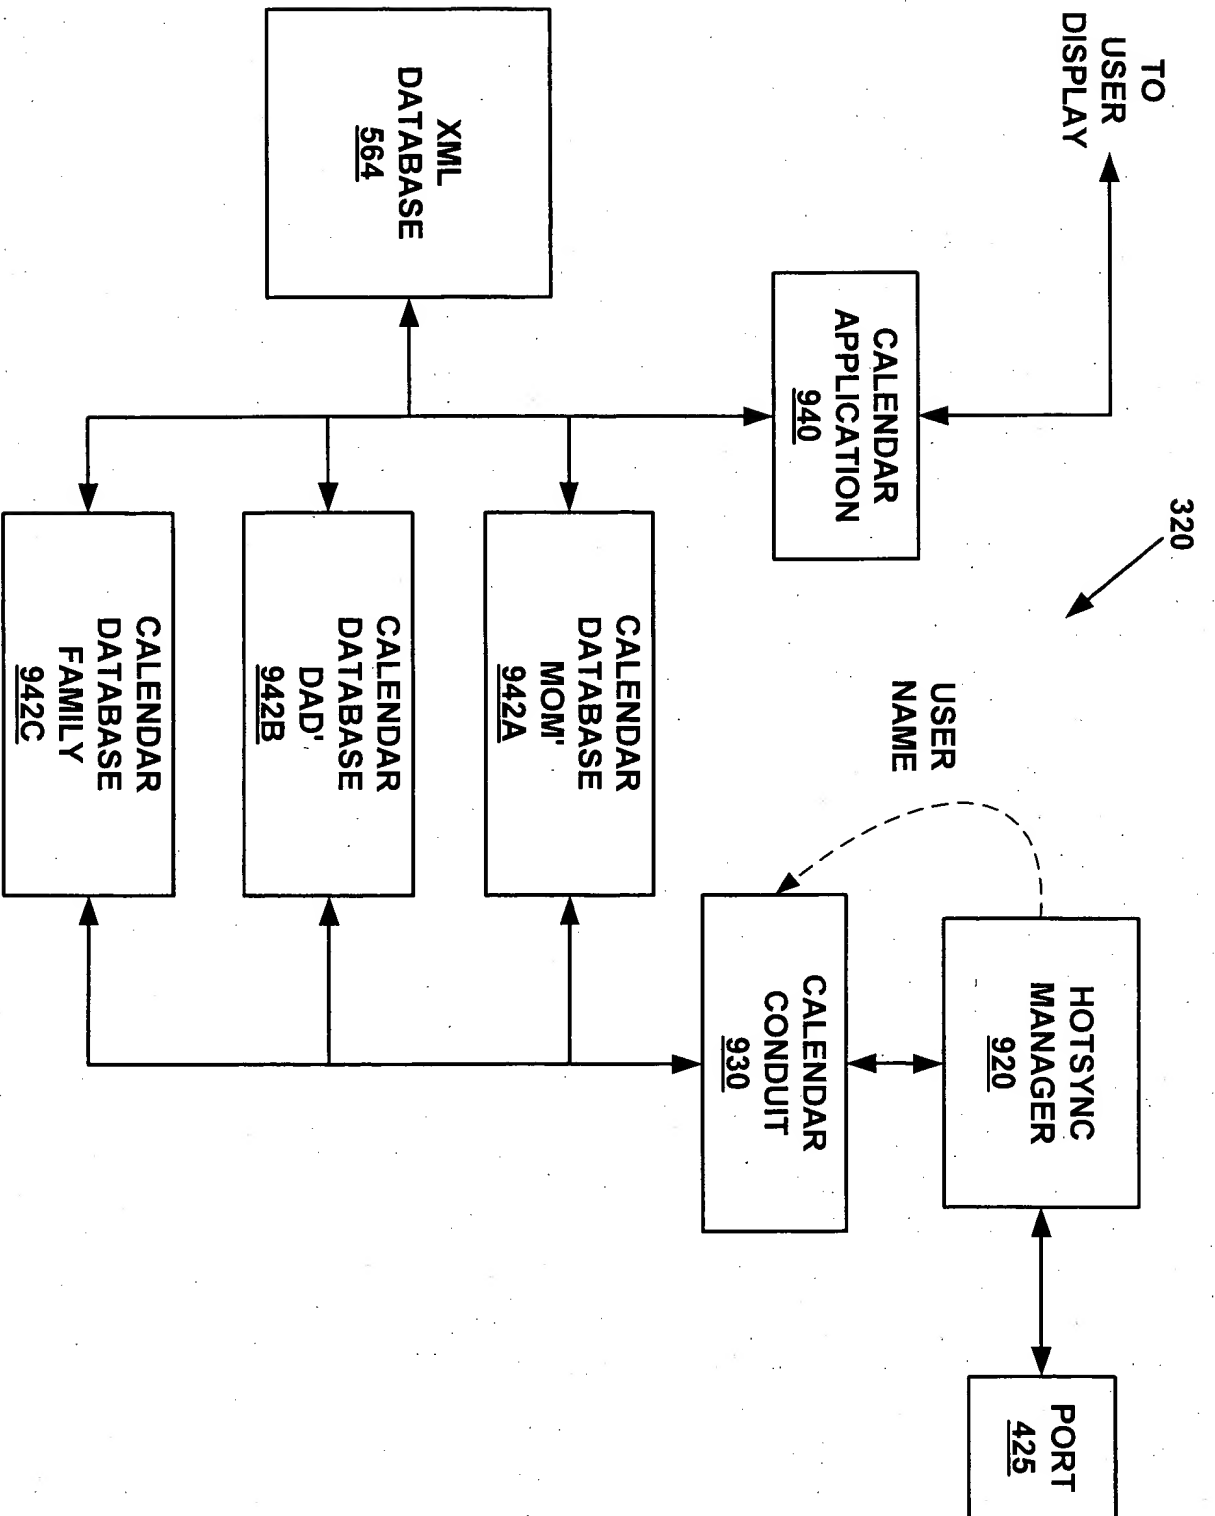 TO
USER
DISPLAY
320
CALENDAR
APPLICATION
940
USER
NAME
HOTSYNC
MANAGER
920
PORT
425
CALENDAR
CONDUIT
930
XML
DATABASE
564
CALENDAR
DATABASE
MOM'
942A
CALENDAR
DATABASE
DAD'
942B
CALENDAR
DATABASE
FAMILY
942C